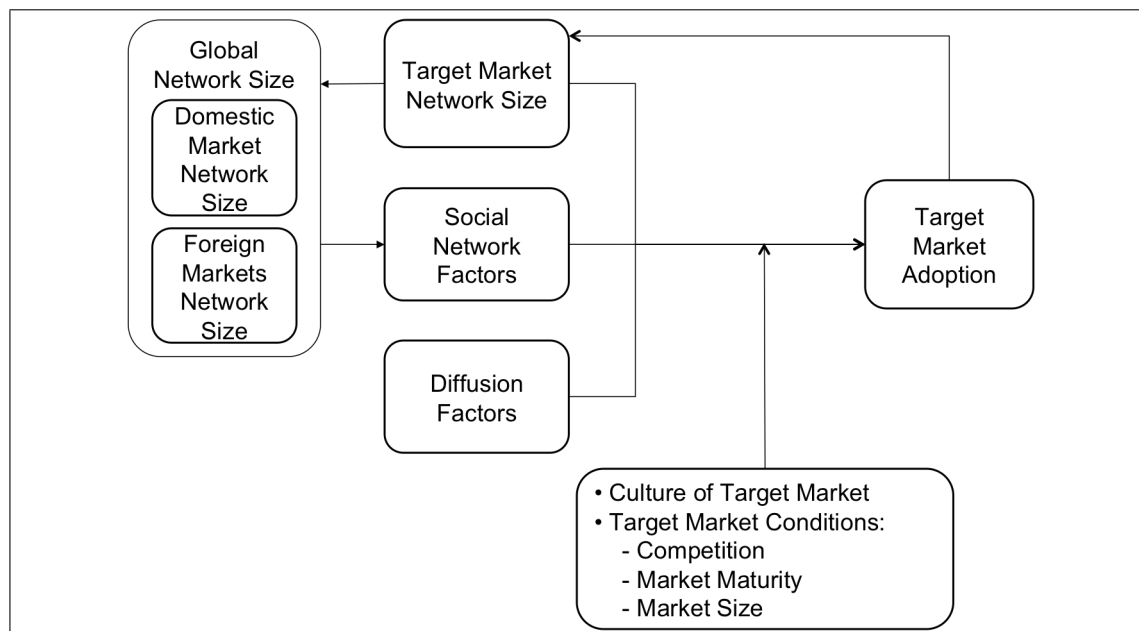 Global
Network Size
Domestic
Market
Network
Size
Foreign
Markets
Network
Size
Target Market
Network Size
Social
Network
Factors
Diffusion
Factors
Target
Market
Adoption
• Culture of Target Market
• Target Market Conditions:
- Competition
- Market Maturity
- Market Size